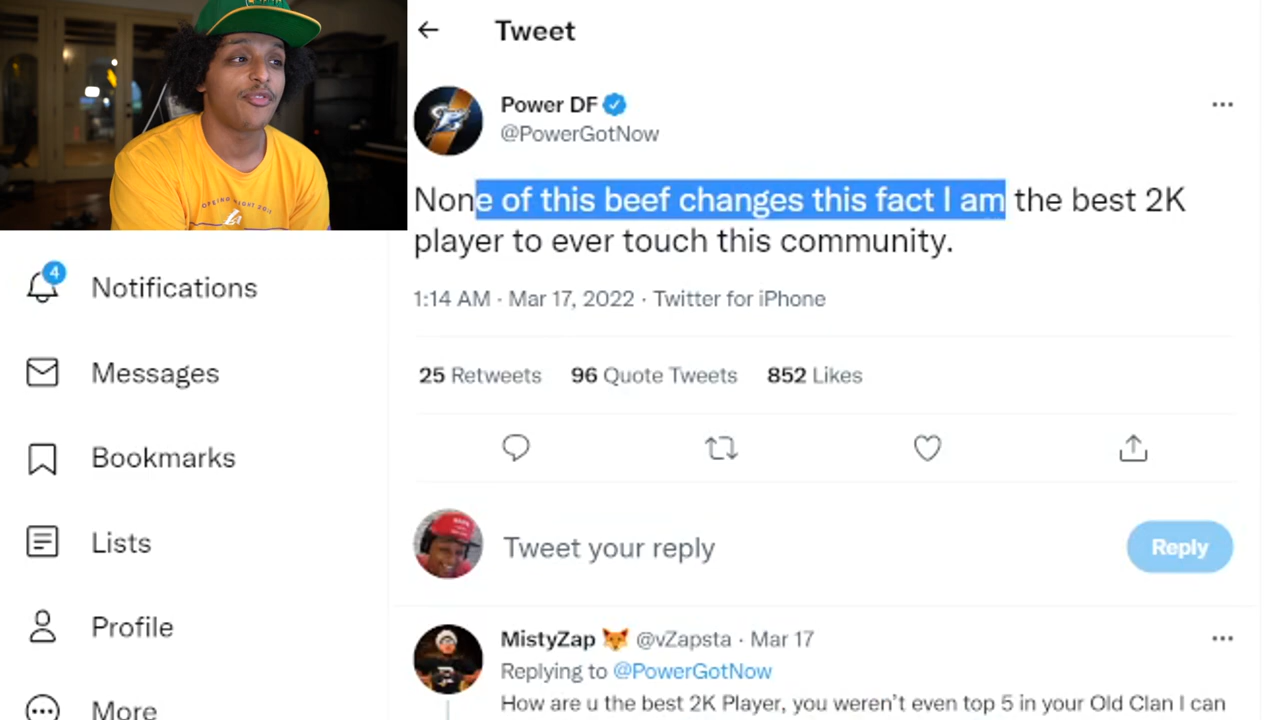 Tweet
Power DF
@PowerGotNow
None of this beef changes this fact I am the best 2K
player to ever touch this community.
1:14 AM · Mar 17, 2022 · Twitter for iPhone
25 Retweets 96 Quote Tweets 852 Likes
Tweet your reply
Reply
MistyZap 🦊 @vZapsta · Mar 17
Replying to @PowerGotNow
How are u the best 2K Player, you weren't even top 5 in your Old Clan I can
4
Notifications
Messages
Bookmarks
Lists
Profile
More
OPENING NIGHT 2018